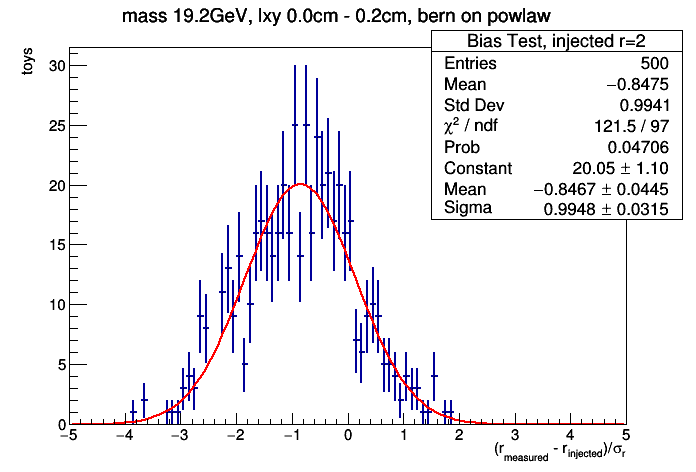 mass 19.2GeV, lxy 0.0cm - 0.2cm, bern on powlaw
Bias Test, injected r=2
Entries 500
Mean −0.8475
Std Dev 0.9941
χ² / ndf 121.5 / 97
Prob 0.04706
Constant 20.05 ± 1.10
Mean −0.8467 ± 0.0445
Sigma 0.9948 ± 0.0315
toys
30
25
20
15
10
5
0
−5 −4 −3 −2 −1 0 1 2 3 4 5
(r_measured - r_injected)/σ_r